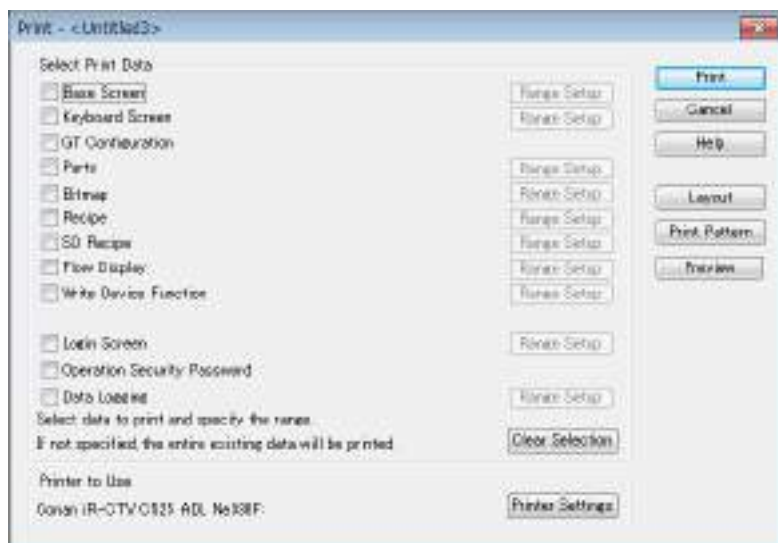 Print - <Untitled3>
Select Print Data
Base Screen
Range Setup
Keyboard Screen
Range Setup
GT Configuration
Parts
Range Setup
Bitmap
Range Setup
Recipe
Range Setup
SD Recipe
Range Setup
Flow Display
Range Setup
Write Device Function
Range Setup
Login Screen
Range Setup
Operation Security Password
Data Logging
Range Setup
Select data to print and specify the range.
If not specified, the entire existing data will be printed
Clear Selection
Printer to Use
Canon iR-
Printer Settings
Print
Cancel
Help
Layout
Print Pattern
Preview